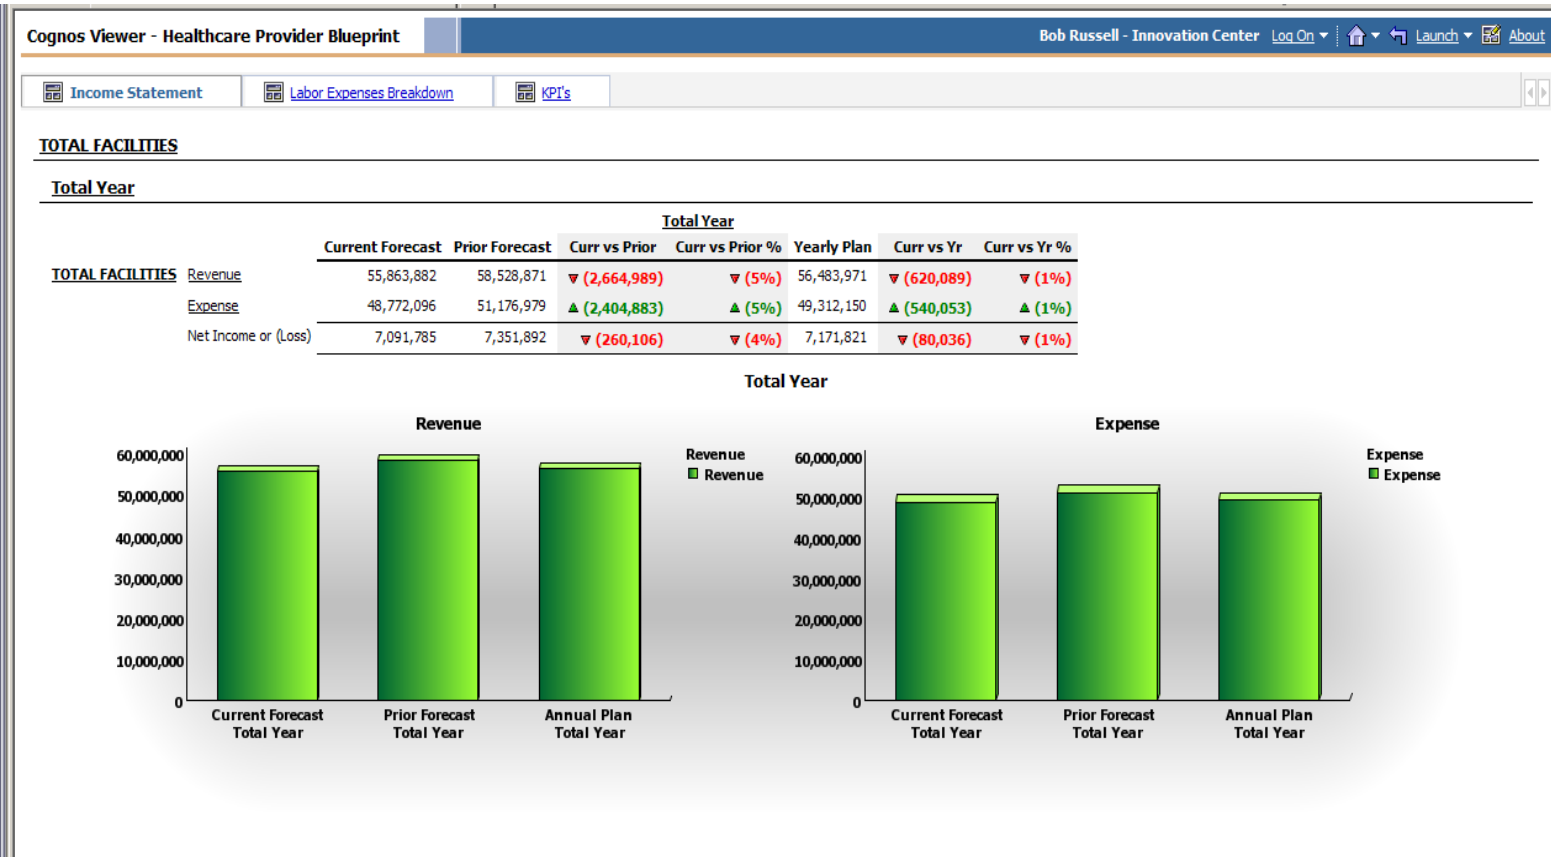 Cognos Viewer - Healthcare Provider Blueprint Bob Russell - Innovation Center Log On Launch About
Income Statement Labor Expenses Breakdown KPI's
TOTAL FACILITIES
Total Year
Total Year
Current Forecast Prior Forecast Curr vs Prior Curr vs Prior % Yearly Plan Curr vs Yr Curr vs Yr %
TOTAL FACILITIES Revenue 55,863,882 58,528,871 (2,664,989) (5%) 56,483,971 (620,089) (1%)
Expense 48,772,096 51,176,979 (2,404,883) (5%) 49,312,150 (540,053) (1%)
Net Income or (Loss) 7,091,785 7,351,892 (260,106) (4%) 7,171,821 (80,036) (1%)
Total Year
Revenue
60,000,000
50,000,000
40,000,000
30,000,000
20,000,000
10,000,000
0
Current Forecast Prior Forecast Annual Plan
Total Year Total Year Total Year
Revenue
Revenue
Expense
60,000,000
50,000,000
40,000,000
30,000,000
20,000,000
10,000,000
0
Current Forecast Prior Forecast Annual Plan
Total Year Total Year Total Year
Expense
Expense